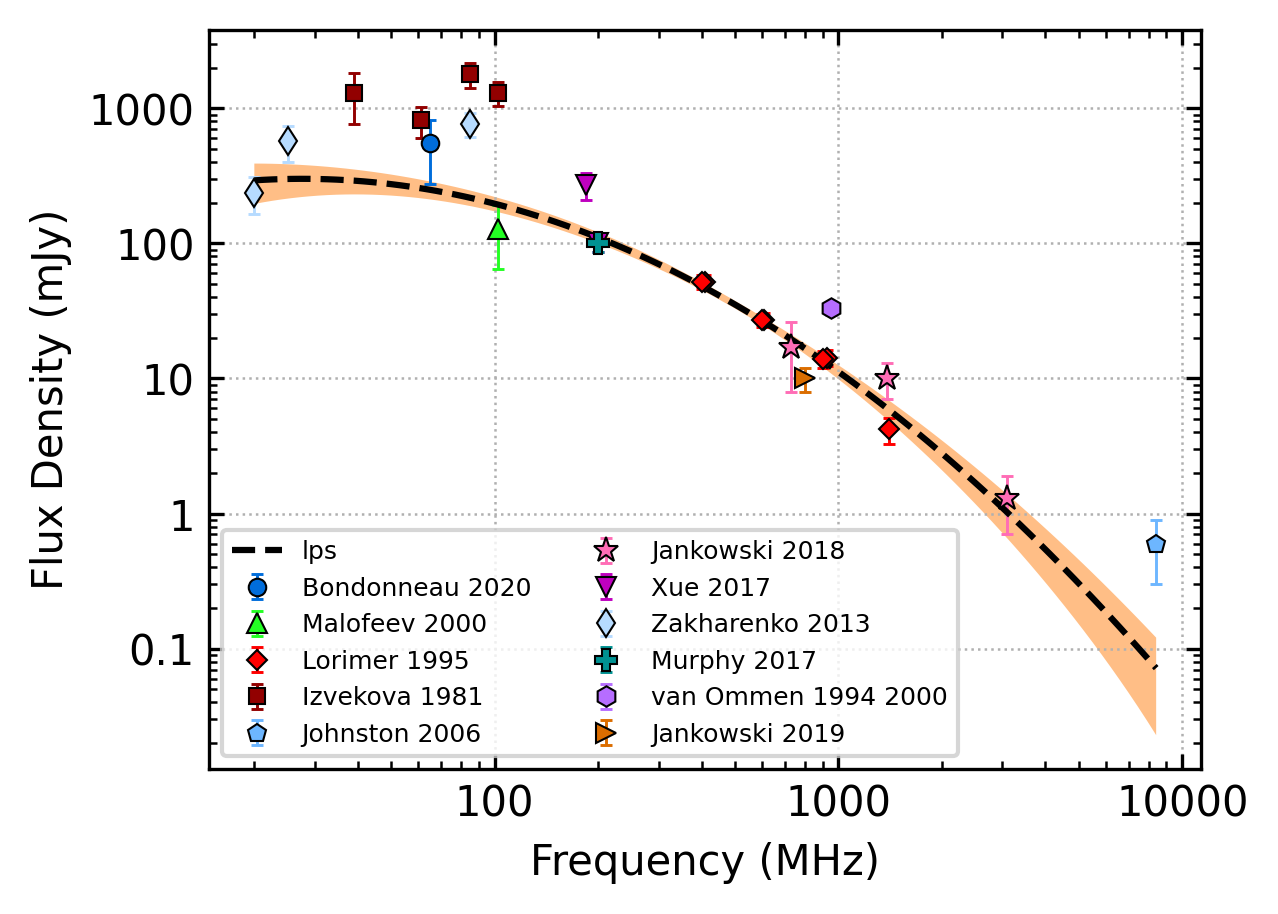 1000
100
10
1
0.1
Flux Density (mJy)
lps
Bondonneau 2020
Malofeev 2000
Lorimer 1995
Izvekova 1981
Johnston 2006
Jankowski 2018
Xue 2017
Zakharenko 2013
Murphy 2017
van Ommen 1994 2000
Jankowski 2019
100
1000
10000
Frequency (MHz)